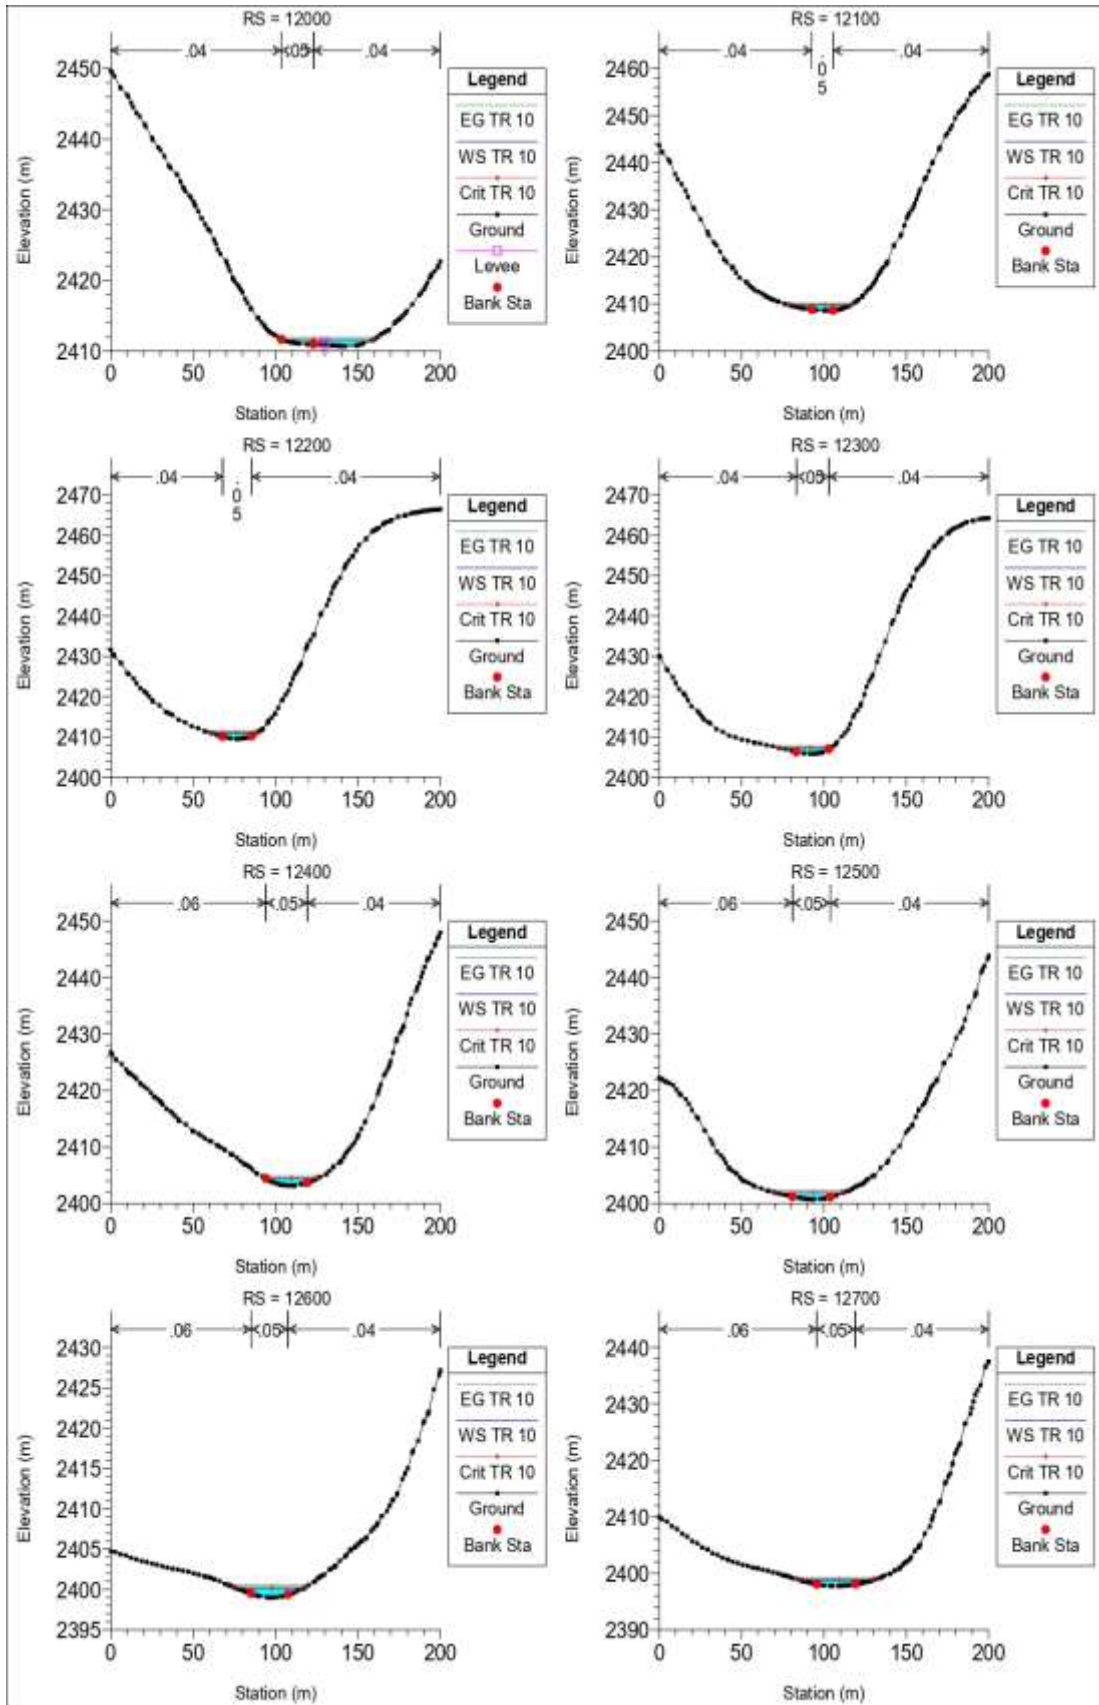 RS = 12000
.04 .05 .04
2450
2440
2430
2420
2410
Elevation (m)
0 50 100 150 200
Station (m)
Legend
EG TR 10
WS TR 10
Crit TR 10
Ground
Levee
Bank Sta
RS = 12100
.04 .05 .04
2460
2450
2440
2430
2420
2410
2400
Elevation (m)
0 50 100 150 200
Station (m)
Legend
EG TR 10
WS TR 10
Crit TR 10
Ground
Bank Sta
RS = 12200
.04 .05 .04
2470
2460
2450
2440
2430
2420
2410
2400
Elevation (m)
0 50 100 150 200
Station (m)
Legend
EG TR 10
WS TR 10
Crit TR 10
Ground
Bank Sta
RS = 12300
.04 .05 .04
2470
2460
2450
2440
2430
2420
2410
2400
Elevation (m)
0 50 100 150 200
Station (m)
Legend
EG TR 10
WS TR 10
Crit TR 10
Ground
Bank Sta
RS = 12400
.06 .05 .04
2450
2440
2430
2420
2410
2400
Elevation (m)
0 50 100 150 200
Station (m)
Legend
EG TR 10
WS TR 10
Crit TR 10
Ground
Bank Sta
RS = 12500
.06 .05 .04
2450
2440
2430
2420
2410
2400
Elevation (m)
0 50 100 150 200
Station (m)
Legend
EG TR 10
WS TR 10
Crit TR 10
Ground
Bank Sta
RS = 12600
.06 .05 .04
2430
2425
2420
2415
2410
2405
2400
2395
Elevation (m)
0 50 100 150 200
Station (m)
Legend
EG TR 10
WS TR 10
Crit TR 10
Ground
Bank Sta
RS = 12700
.06 .05 .04
2440
2430
2420
2410
2400
2390
Elevation (m)
0 50 100 150 200
Station (m)
Legend
EG TR 10
WS TR 10
Crit TR 10
Ground
Bank Sta